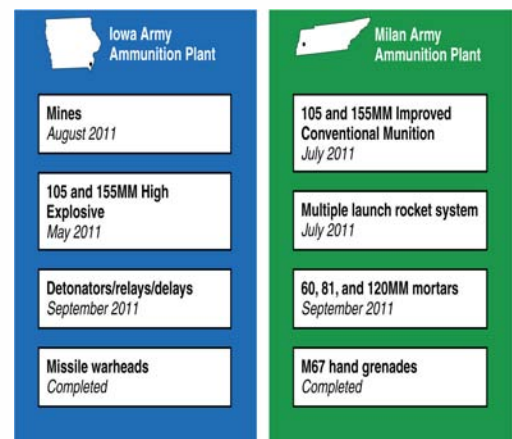 Iowa Army
Ammunition Plant
Mines
August 2011
105 and 155MM High
Explosive
May 2011
Detonators/relays/delays
September 2011
Missile warheads
Completed
Milan Army
Ammunition Plant
105 and 155MM Improved
Conventional Munition
July 2011
Multiple launch rocket system
July 2011
60, 81, and 120MM mortars
September 2011
M67 hand grenades
Completed